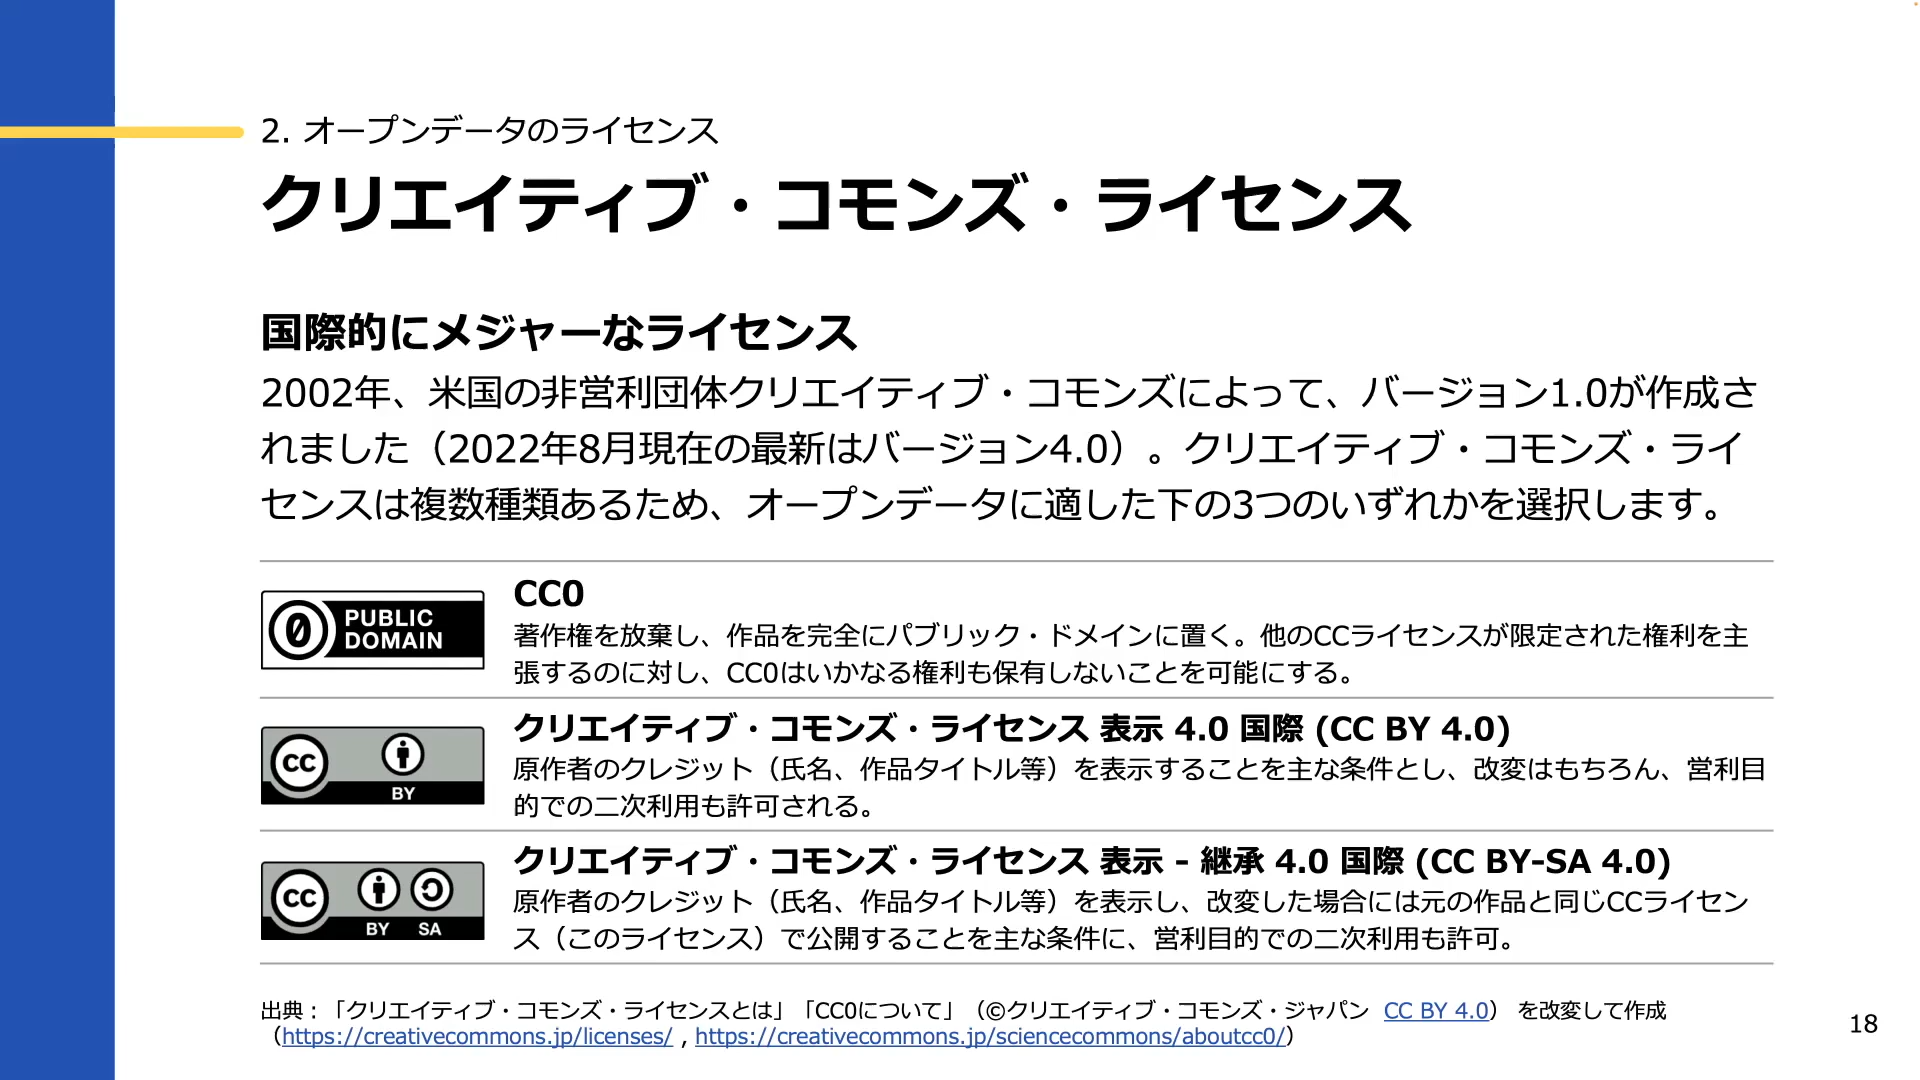 2. オープンデータのライセンス
クリエイティブ・コモンズ・ライセンス
国際的にメジャーなライセンス
2002年、米国の非営利団体クリエイティブ・コモンズによって、バージョン1.0が作成さ
れました（2022年8月現在の最新はバージョン4.0）。クリエイティブ・コモンズ・ライ
センスは複数種類あるため、オープンデータに適した下の3つのいずれかを選択します。
0 PUBLIC
DOMAIN
CC0
著作権を放棄し、作品を完全にパブリック・ドメインに置く。他のCCライセンスが限定された権利を主
張するのに対し、CC0はいかなる権利も保有しないことを可能にする。
cc
BY
クリエイティブ・コモンズ・ライセンス 表示 4.0 国際 (CC BY 4.0)
原作者のクレジット（氏名、作品タイトル等）を表示することを主な条件とし、改変はもちろん、営利目
的での二次利用も許可される。
cc
BY SA
クリエイティブ・コモンズ・ライセンス 表示 - 継承 4.0 国際 (CC BY-SA 4.0)
原作者のクレジット（氏名、作品タイトル等）を表示し、改変した場合には元の作品と同じCCライセン
ス（このライセンス）で公開することを主な条件に、営利目的での二次利用も許可。
出典：「クリエイティブ・コモンズ・ライセンスとは」「CC0について」（©クリエイティブ・コモンズ・ジャパン CC BY 4.0） を改変して作成
（https://creativecommons.jp/licenses/ , https://creativecommons.jp/sciencecommons/aboutcc0/）
18